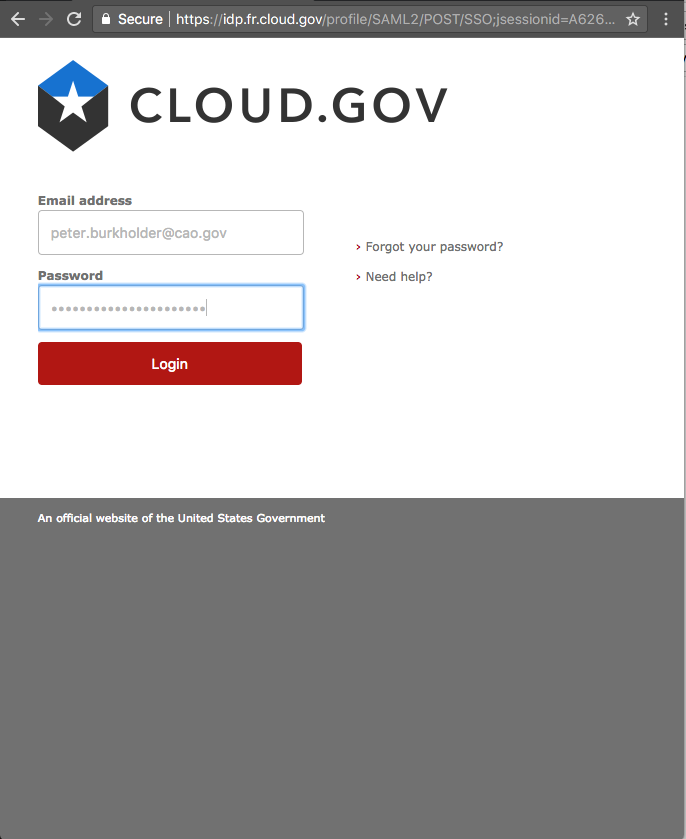 Secure | https://idp.fr.cloud.gov/profile/SAML2/POST/SSO;jsessionid=A626...
CLOUD.GOV
Email address
peter.burkholder@cao.gov
Forgot your password?
Password
Need help?
••••••••••••••••••••••
Login
An official website of the United States Government